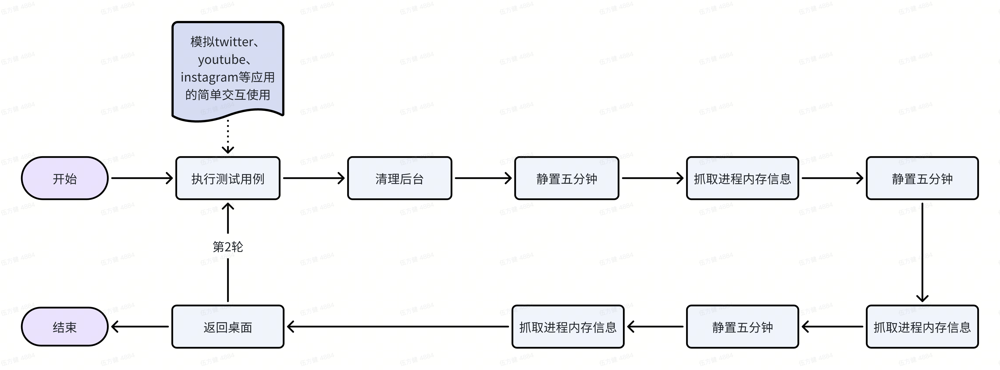 模拟twitter、
youtube、
instagram等应用
的简单交互使用
开始
执行测试用例
清理后台
静置五分钟
抓取进程内存信息
静置五分钟
第2轮
结束
返回桌面
抓取进程内存信息
静置五分钟
抓取进程内存信息
伍方健 4884